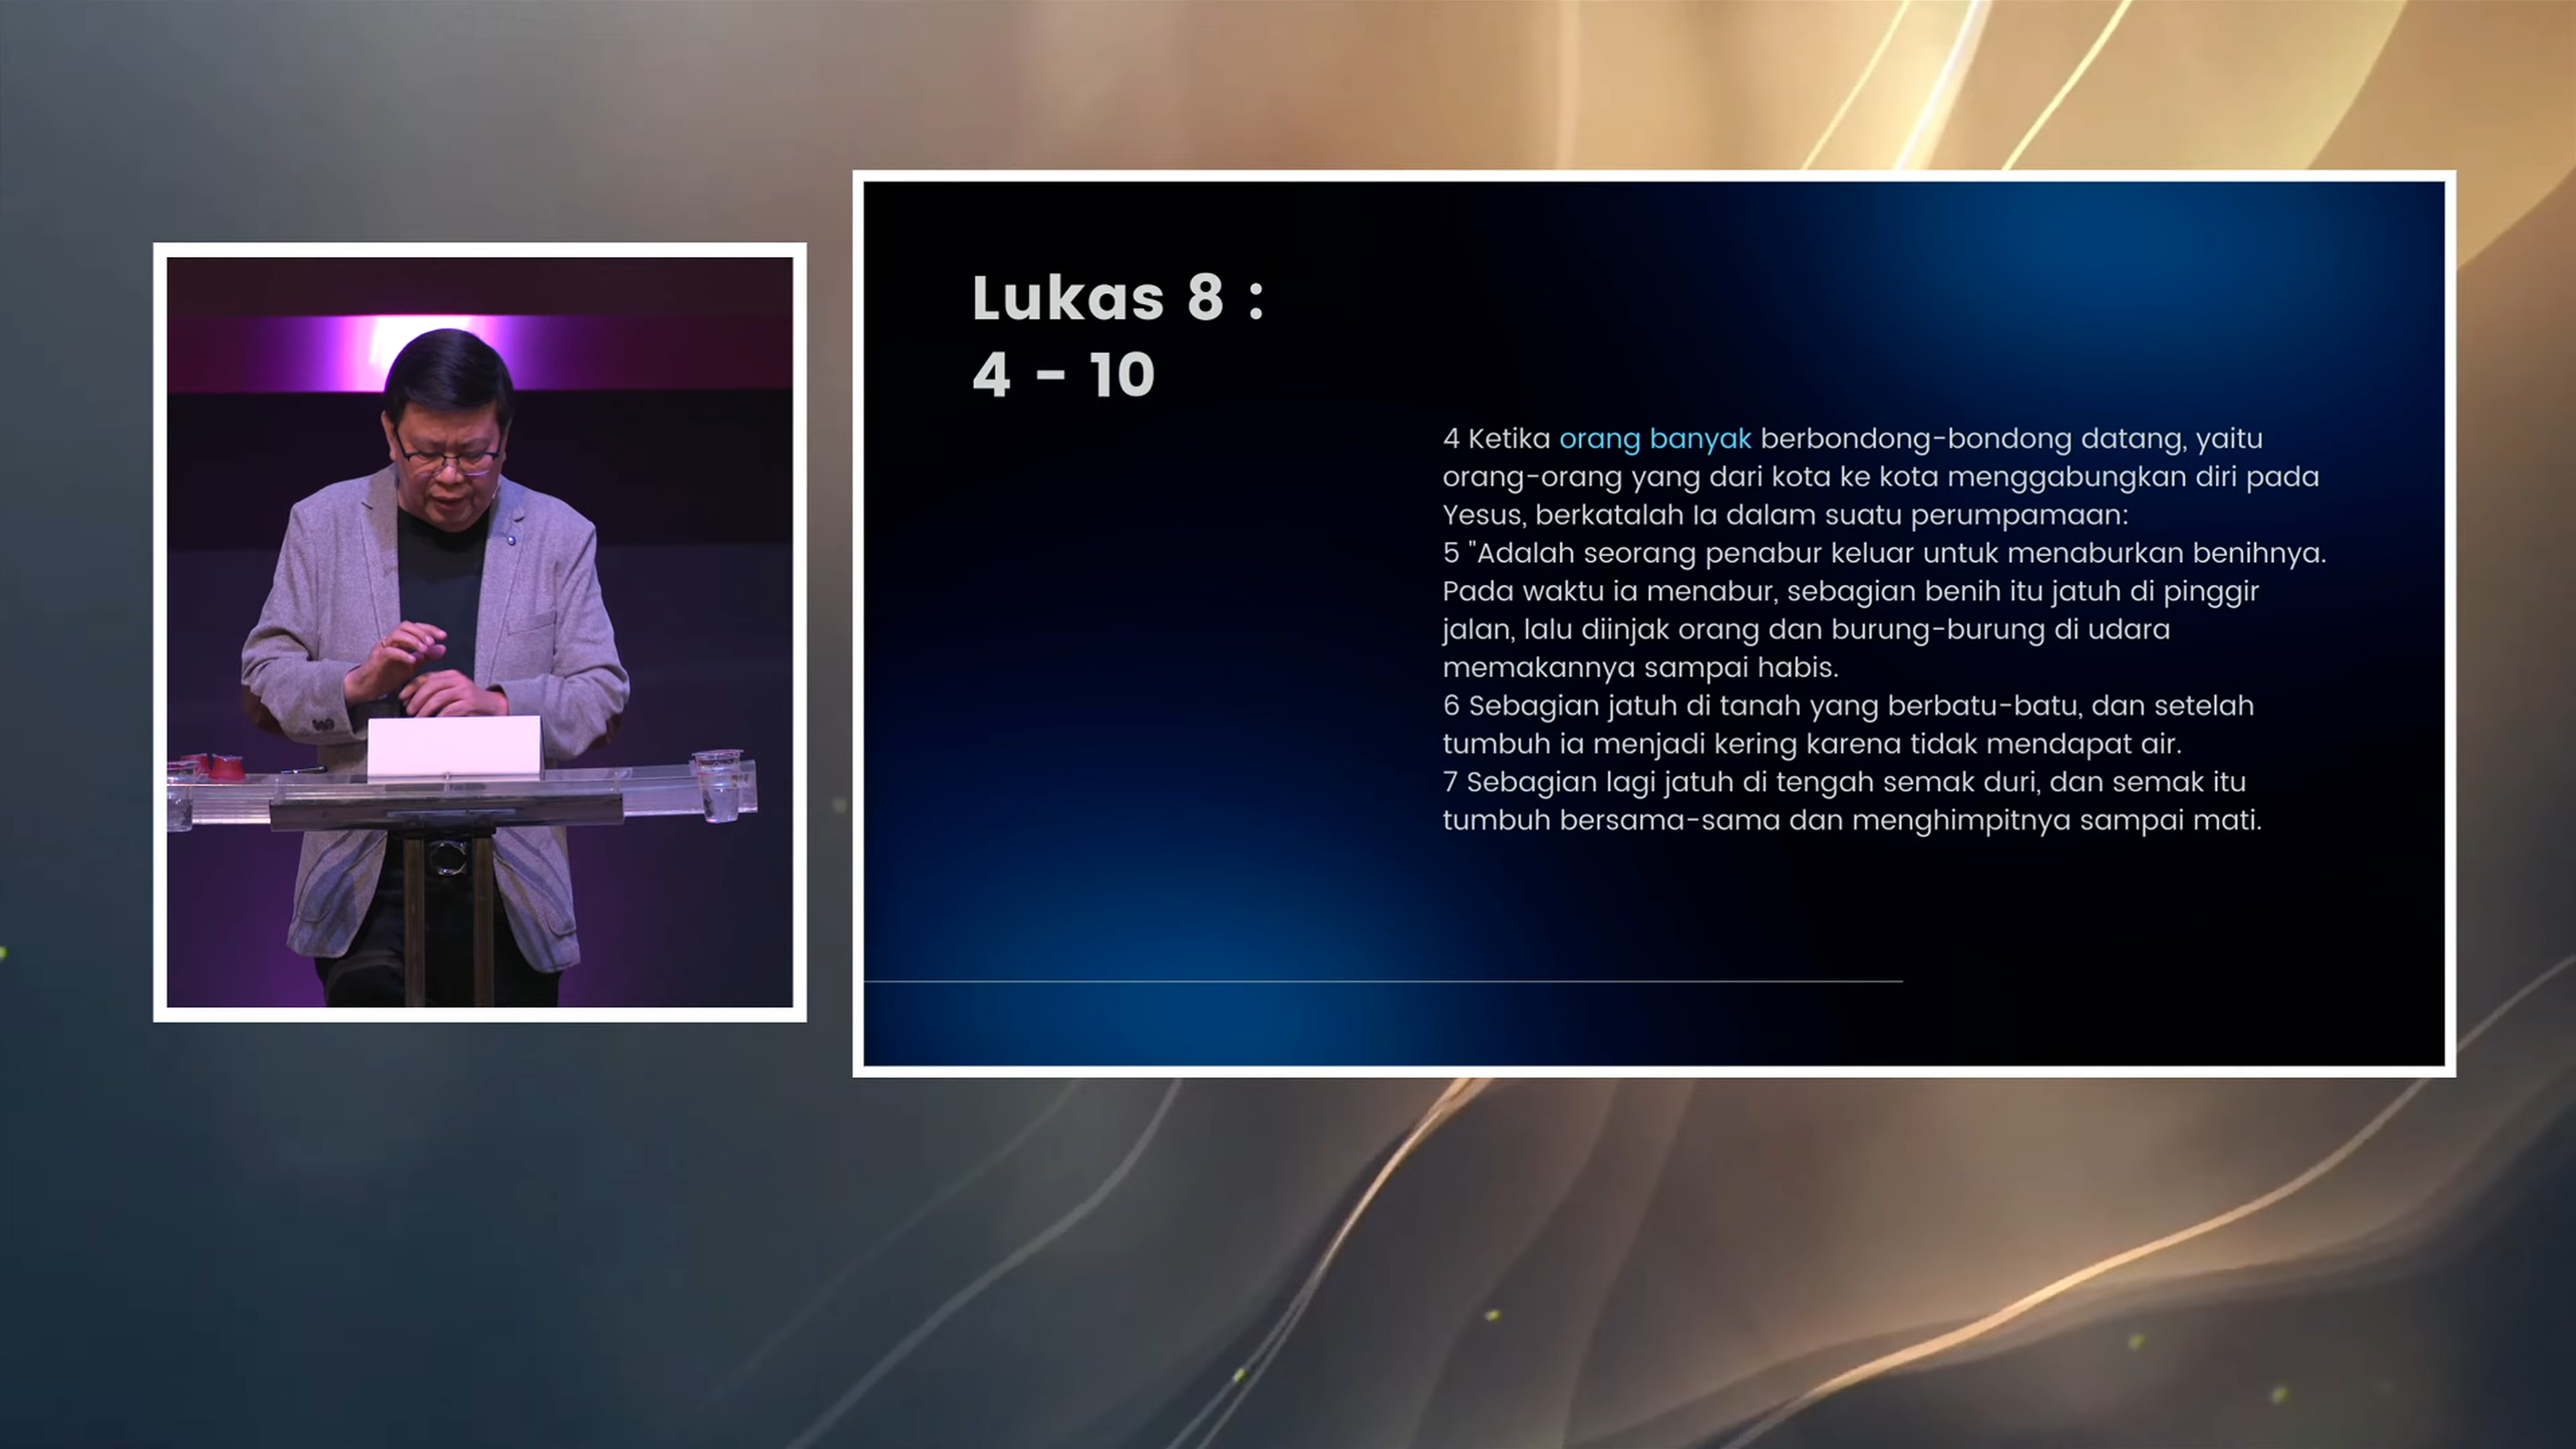 Lukas 8 :
4 - 10
4 Ketika orang banyak berbondong-bondong datang, yaitu
orang-orang yang dari kota ke kota menggabungkan diri pada
Yesus, berkatalah Ia dalam suatu perumpamaan:
5 "Adalah seorang penabur keluar untuk menaburkan benihnya.
Pada waktu ia menabur, sebagian benih itu jatuh di pinggir
jalan, lalu diinjak orang dan burung-burung di udara
memakannya sampai habis.
6 Sebagian jatuh di tanah yang berbatu-batu, dan setelah
tumbuh ia menjadi kering karena tidak mendapat air.
7 Sebagian lagi jatuh di tengah semak duri, dan semak itu
tumbuh bersama-sama dan menghimpitnya sampai mati.